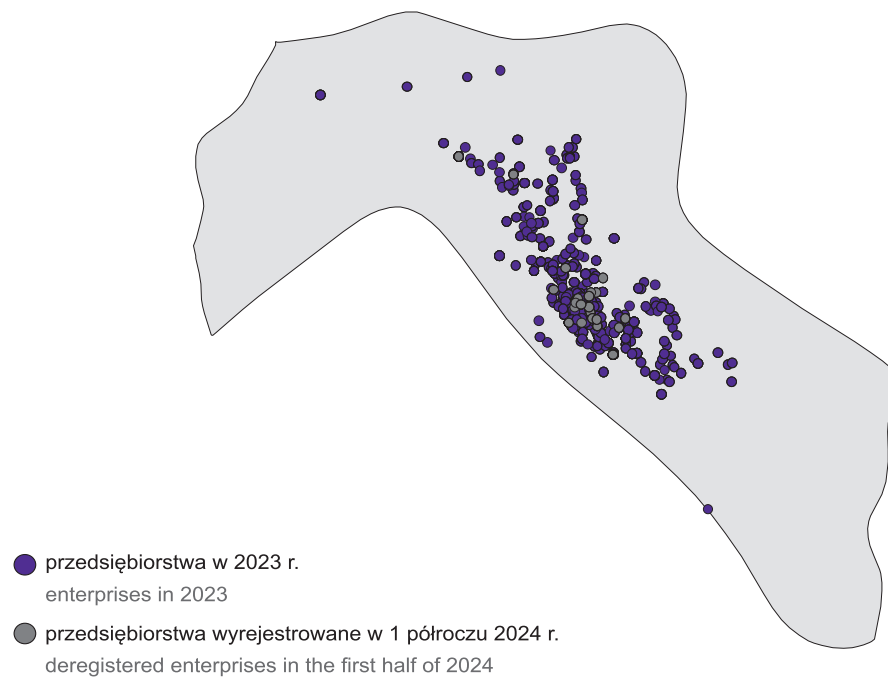 przedsiębiorstwa w 2023 r.
enterprises in 2023
przedsiębiorstwa wyrejestrowane w 1 półroczu 2024 r.
deregistered enterprises in the first half of 2024